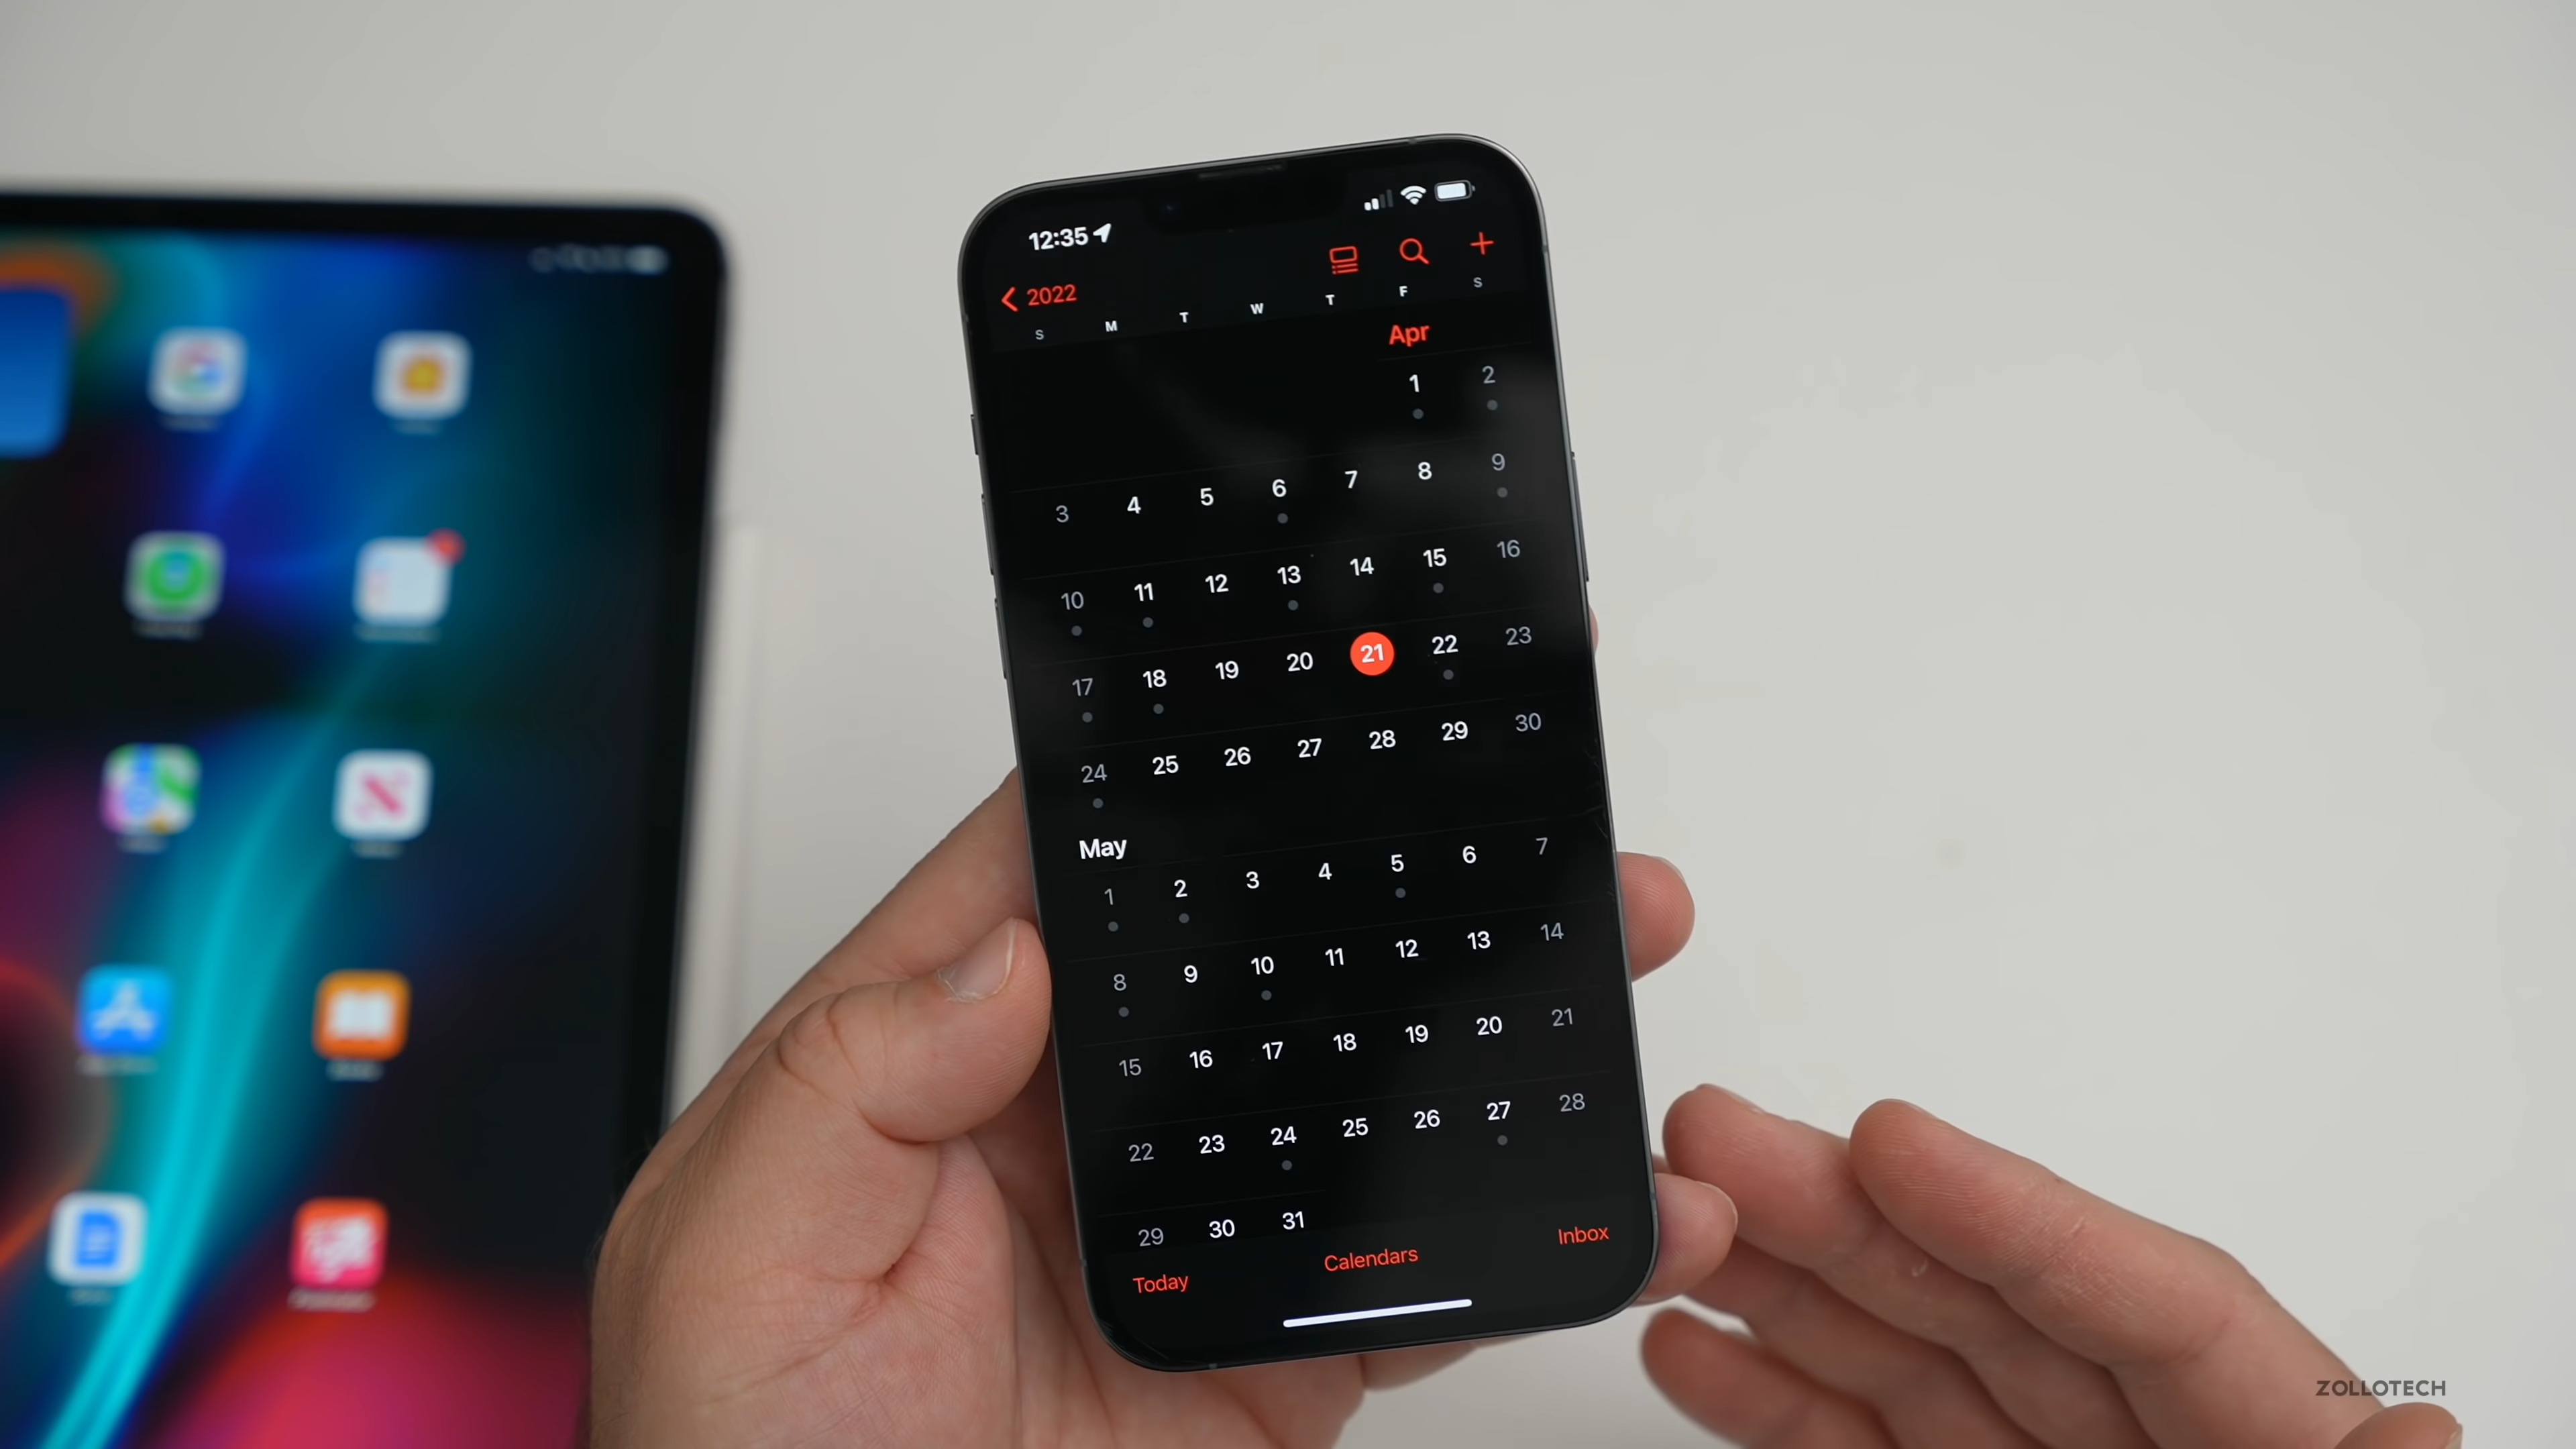 12:35
2022
S M T W T F S
Apr
1 2
3 4 5 6 7 8 9
10 11 12 13 14 15 16
17 18 19 20 21 22 23
24 25 26 27 28 29 30
May
1 2 3 4 5 6 7
8 9 10 11 12 13 14
15 16 17 18 19 20 21
22 23 24 25 26 27 28
29 30 31
Today Calendars Inbox
ZOLLOTECH